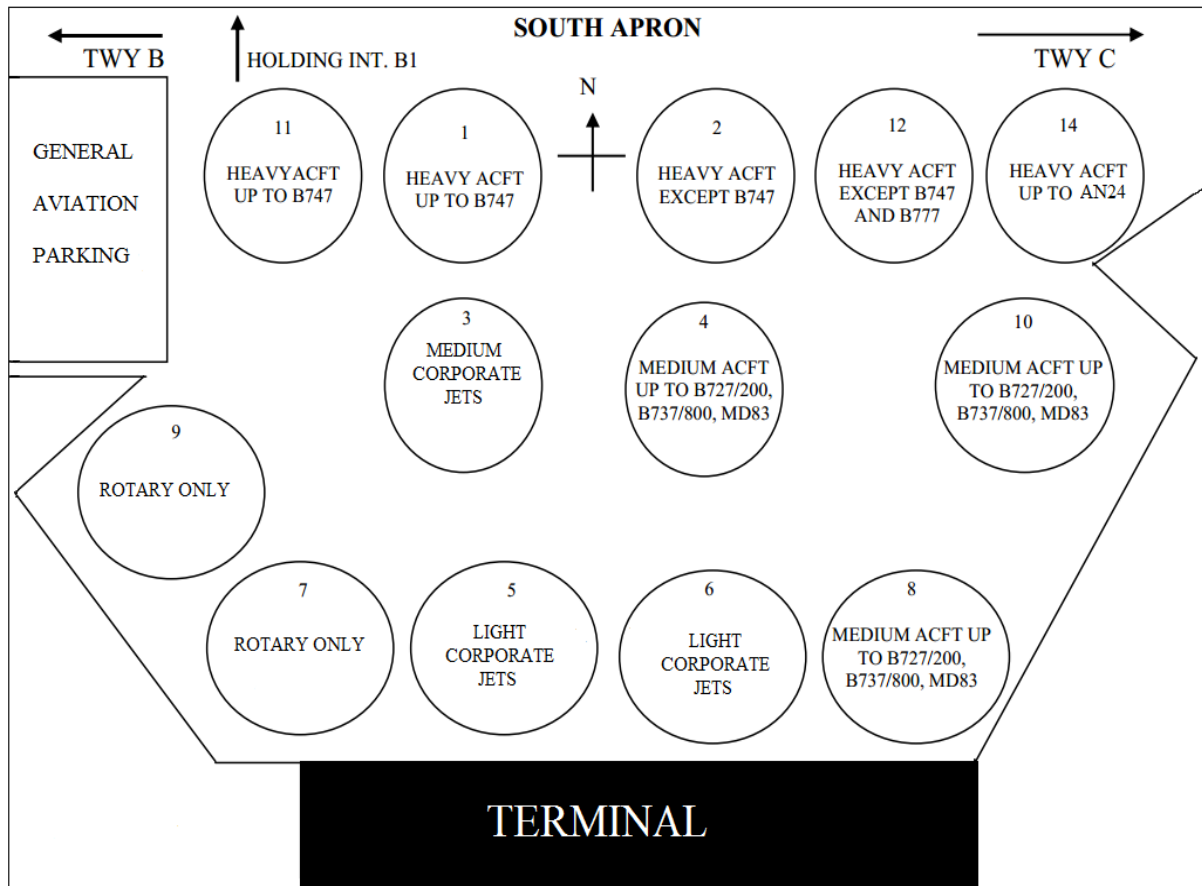 SOUTH APRON
TWY B
HOLDING INT. B1
TWY C
N
GENERAL
AVIATION
PARKING
11
HEAVYACFT
UP TO B747
1
HEAVY ACFT
UP TO B747
2
HEAVY ACFT
EXCEPT B747
12
HEAVY ACFT
EXCEPT B747
AND B777
14
HEAVY ACFT
UP TO AN24
3
MEDIUM
CORPORATE
JETS
4
MEDIUM ACFT
UP TO B727/200,
B737/800, MD83
10
MEDIUM ACFT UP
TO B727/200,
B737/800, MD83
9
ROTARY ONLY
7
ROTARY ONLY
5
LIGHT
CORPORATE
JETS
6
LIGHT
CORPORATE
JETS
8
MEDIUM ACFT UP
TO B727/200,
B737/800, MD83
TERMINAL